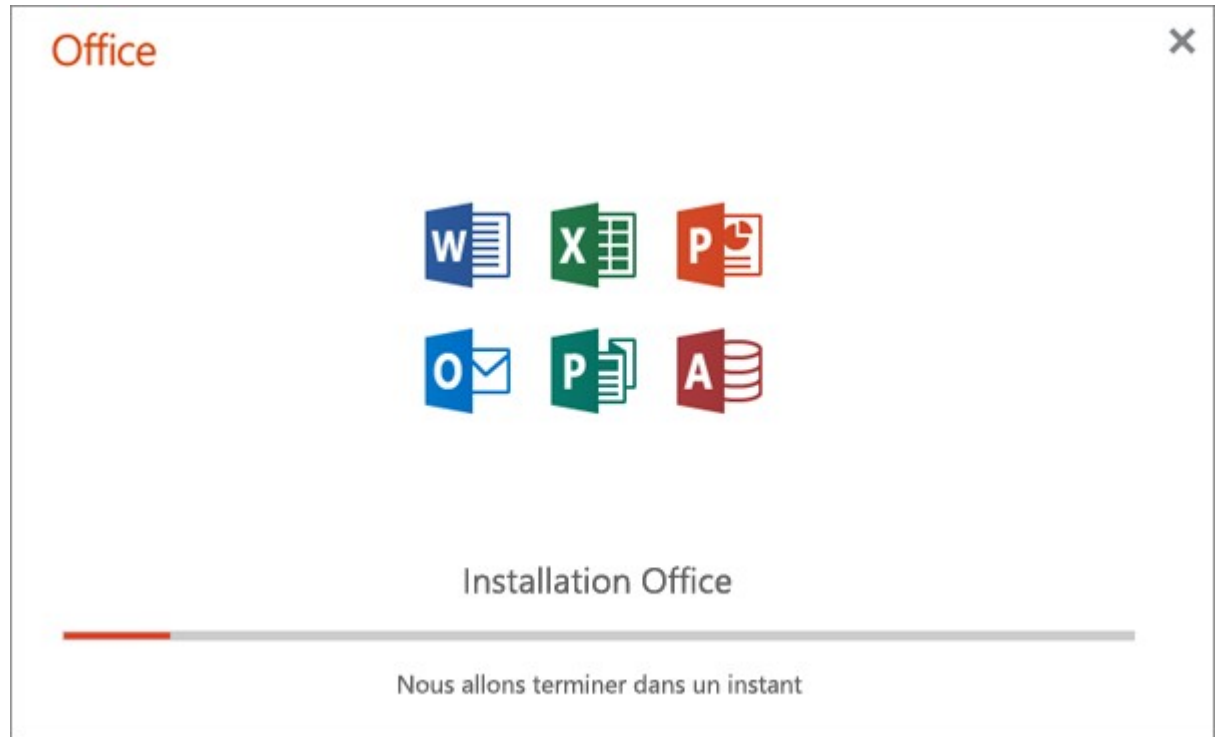 Office
W X P
O P A
Installation Office
Nous allons terminer dans un instant